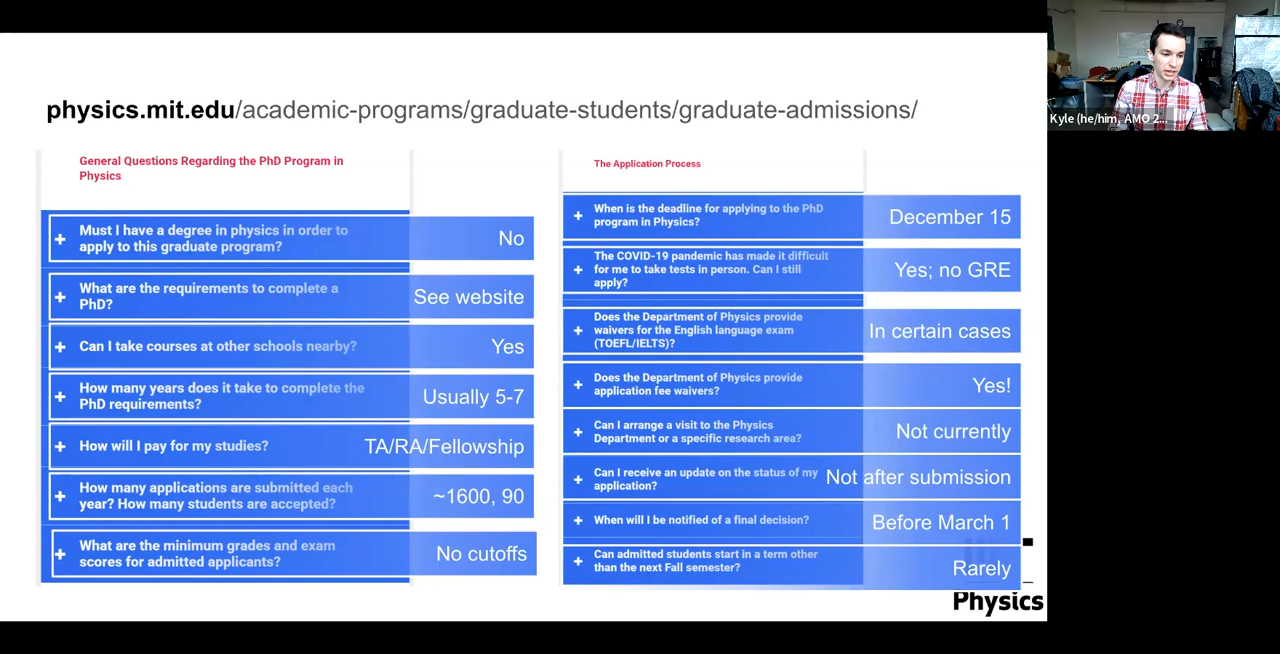 physics.mit.edu/academic-programs/graduate-students/graduate-admissions/
Kyle (he/him, AMO 2...
General Questions Regarding the PhD Program in
Physics
+ Must I have a degree in physics in order to
apply to this graduate program?
No
+ What are the requirements to complete a
PhD?
See website
+ Can I take courses at other schools nearby?
Yes
+ How many years does it take to complete the
PhD requirements?
Usually 5-7
+ How will I pay for my studies?
TA/RA/Fellowship
+ How many applications are submitted each
year? How many students are accepted?
~1600, 90
+ What are the minimum grades and exam
scores for admitted applicants?
No cutoffs
The Application Process
+ When is the deadline for applying to the PhD
program in Physics?
December 15
+ The COVID-19 pandemic has made it difficult
for me to take tests in person. Can I still
apply?
Yes; no GRE
+ Does the Department of Physics provide
waivers for the English language exam
(TOEFL/IELTS)?
In certain cases
+ Does the Department of Physics provide
application fee waivers?
Yes!
+ Can I arrange a visit to the Physics
Department or a specific research area?
Not currently
+ Can I receive an update on the status of my
application?
Not after submission
+ When will I be notified of a final decision?
Before March 1
+ Can admitted students start in a term other
than the next Fall semester?
Rarely
Physics